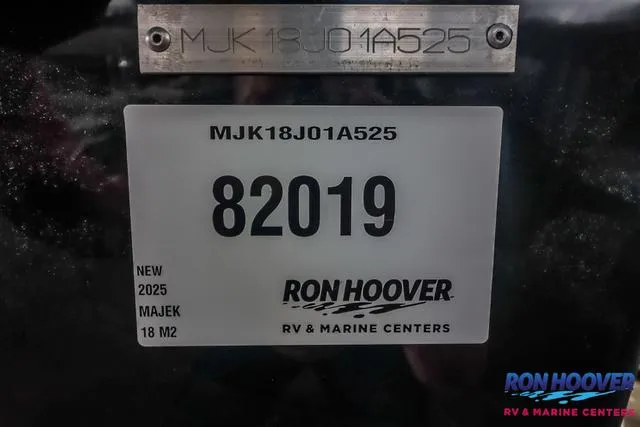 MJK18J01A525
MJK18J01A525
82019
NEW
2025
MAJEK
18 M2
RON HOOVER
RV & MARINE CENTERS
RON HOOVER
RV & MARINE CENTERS